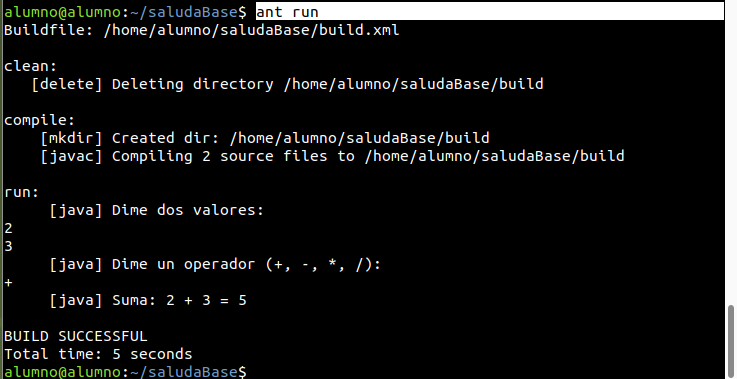 alumno@alumno:~/saludaBase$ ant run
Buildfile: /home/alumno/saludaBase/build.xml
clean:
[delete] Deleting directory /home/alumno/saludaBase/build
compile:
[mkdir] Created dir: /home/alumno/saludaBase/build
[javac] Compiling 2 source files to /home/alumno/saludaBase/build
run:
[java] Dime dos valores:
2
3
[java] Dime un operador (+, -, *, /):
+
[java] Suma: 2 + 3 = 5
BUILD SUCCESSFUL
Total time: 5 seconds
alumno@alumno:~/saludaBase$